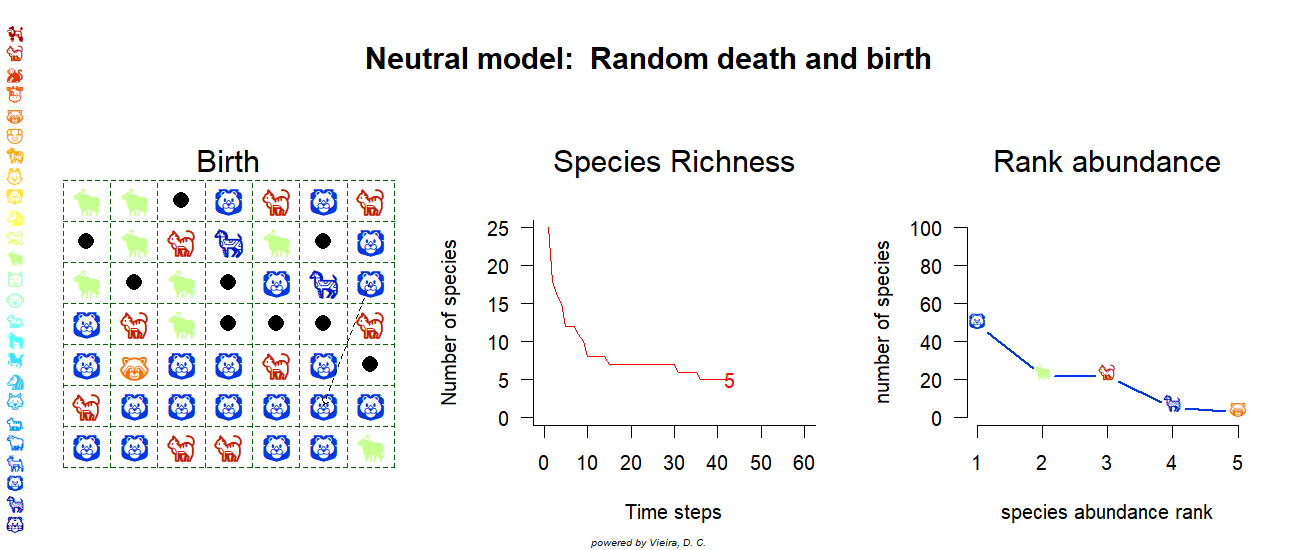 Neutral model:  Random death and birth
Birth
Species Richness
Number of species
25
20
15
10
5
0
5
0 10 20 30 40 50 60
Time steps
Rank abundance
number of species
100
80
60
40
20
0
1 2 3 4 5
species abundance rank
powered by Vieira, D. C.